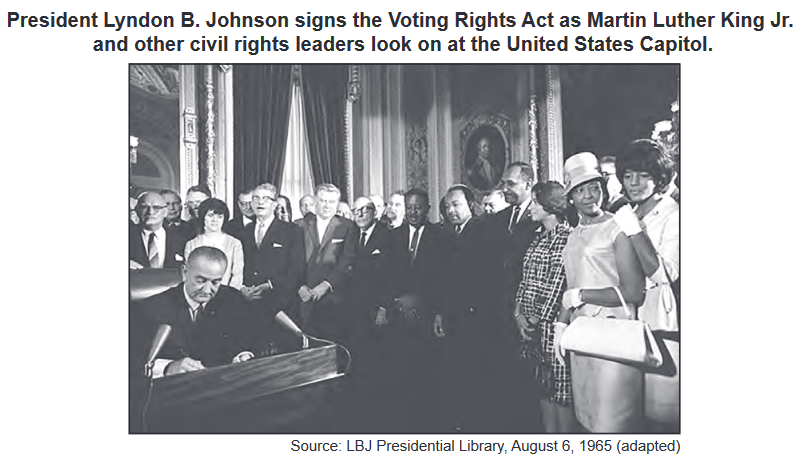 President Lyndon B. Johnson signs the Voting Rights Act as Martin Luther King Jr.
and other civil rights leaders look on at the United States Capitol.
Source: LBJ Presidential Library, August 6, 1965 (adapted)